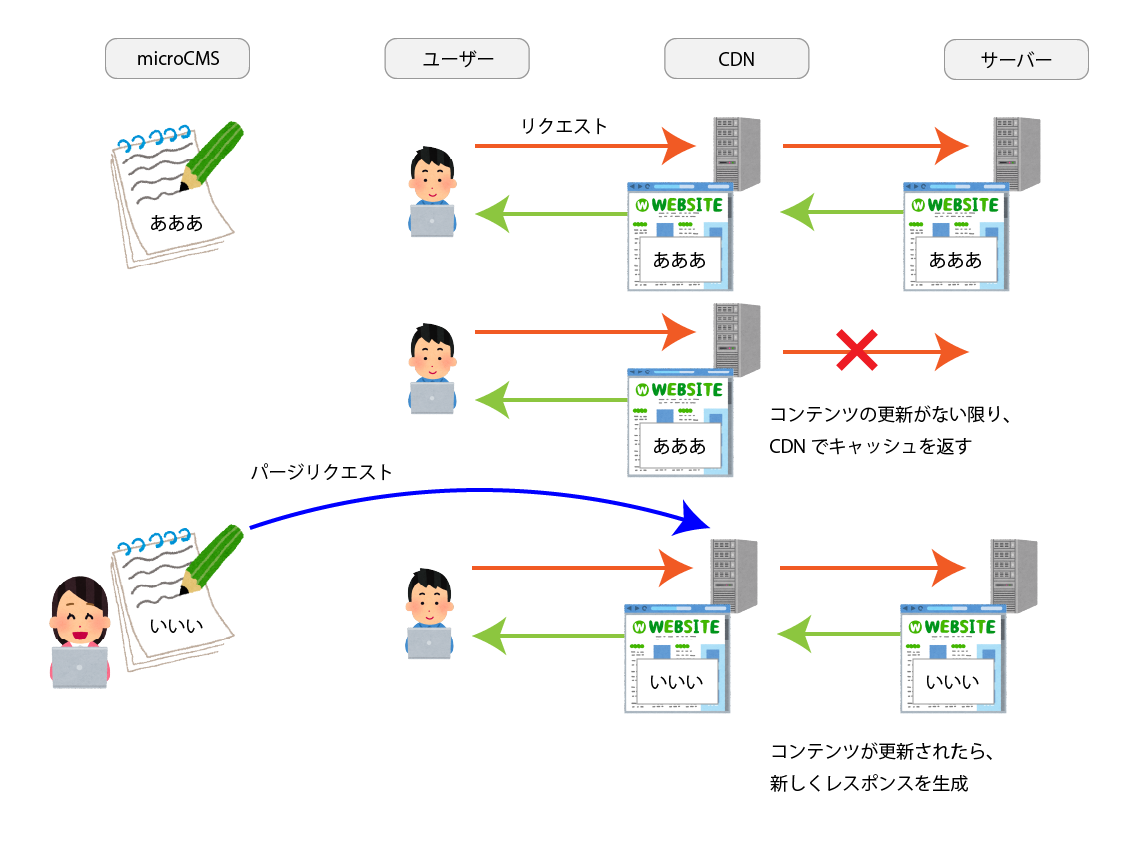 microCMS
ユーザー
CDN
サーバー
リクエスト
あああ
W WEBSITE
あああ
W WEBSITE
あああ
W WEBSITE
あああ
コンテンツの更新がない限り、
CDN でキャッシュを返す
パージリクエスト
いいい
W WEBSITE
いいい
W WEBSITE
いいい
コンテンツが更新されたら、
新しくレスポンスを生成